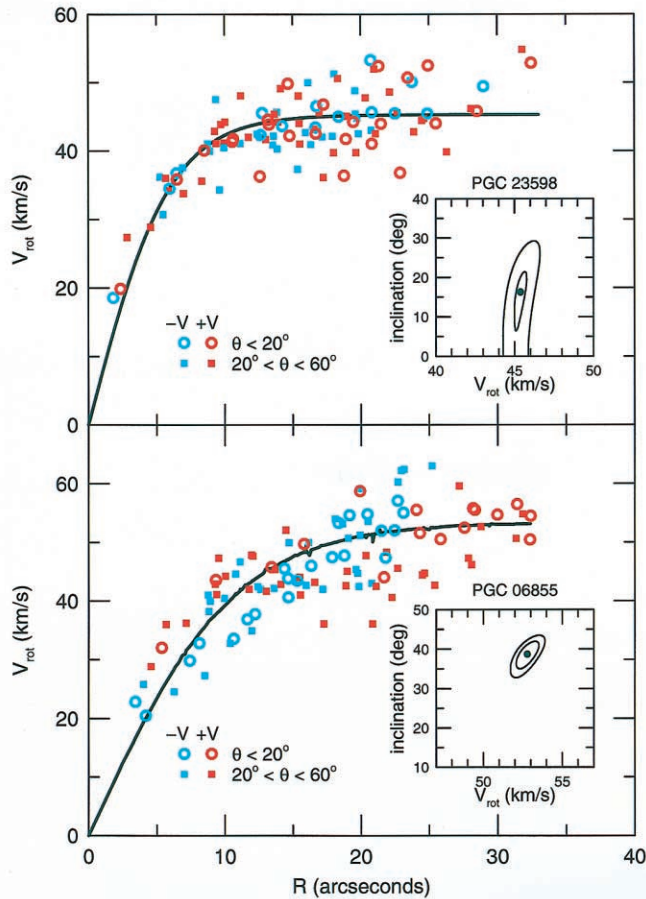 60
40
20
0
V_rot (km/s)
−V +V
θ < 20°
20° < θ < 60°
PGC 23598
40
30
20
10
0
inclination (deg)
40 45 50
V_rot (km/s)
60
40
20
0
V_rot (km/s)
−V +V
θ < 20°
20° < θ < 60°
PGC 06855
50
40
30
20
10
inclination (deg)
50 55
V_rot (km/s)
0 10 20 30 40
R (arcseconds)